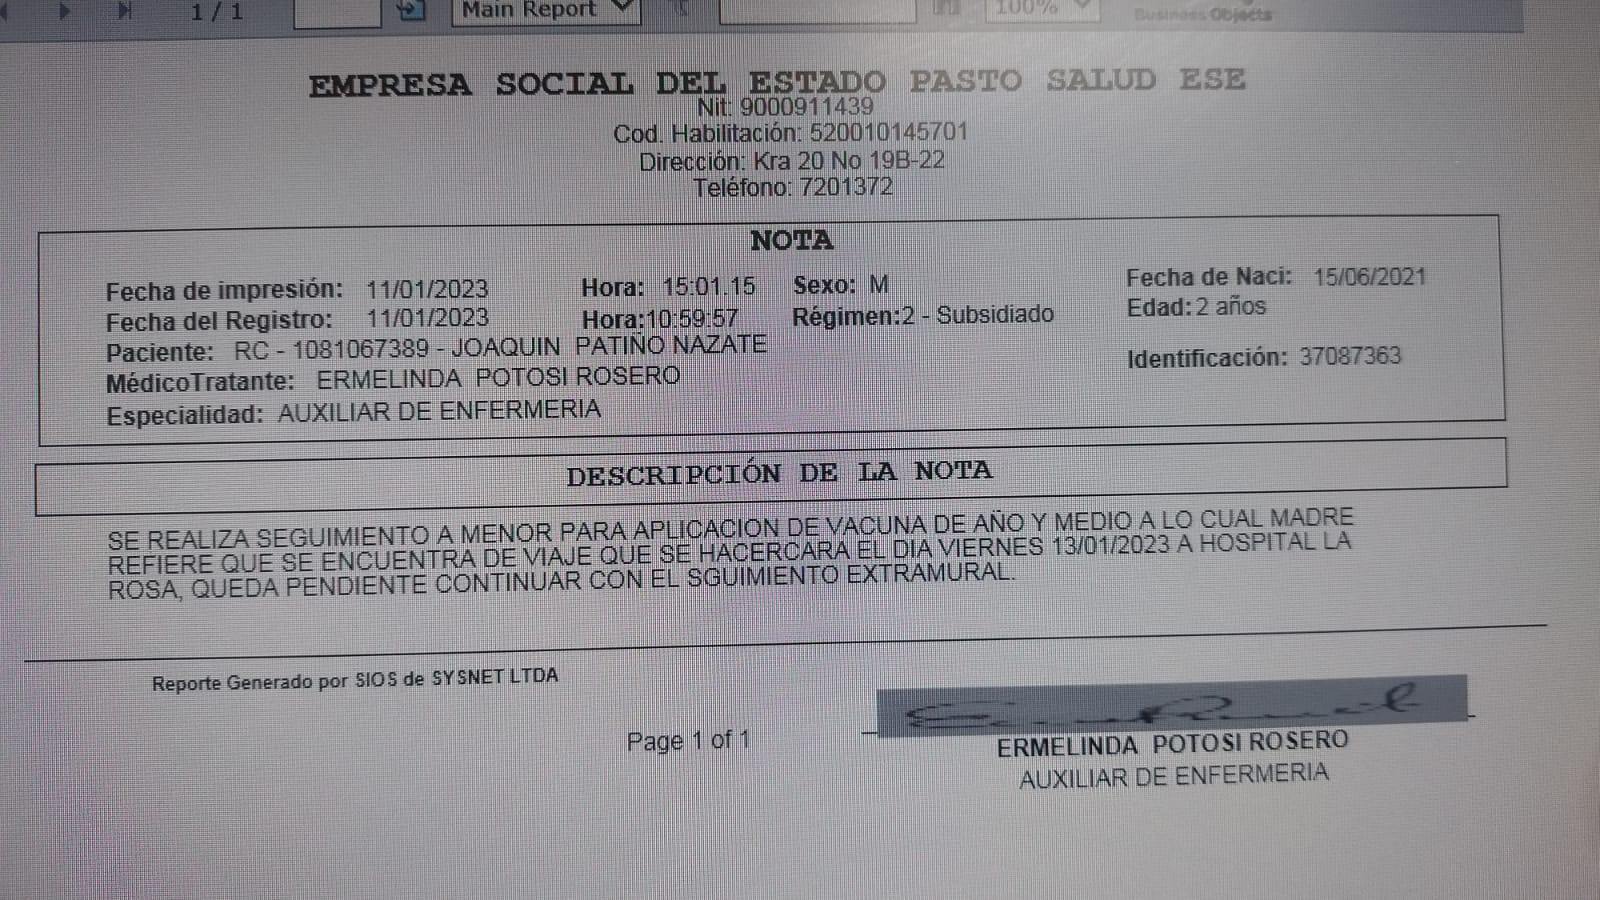 1 / 1 Main Report 100% Business Objects
EMPRESA SOCIAL DEL ESTADO PASTO SALUD ESE
Nit: 9000911439
Cod. Habilitación: 520010145701
Dirección: Kra 20 No 19B-22
Teléfono: 7201372
NOTA
Fecha de impresión: 11/01/2023 Hora: 15:01.15 Sexo: M Fecha de Naci: 15/06/2021
Fecha del Registro: 11/01/2023 Hora:10:59:57 Régimen:2 - Subsidiado Edad:2 años
Paciente: RC - 1081067389 - JOAQUIN PATIÑO NAZATE
MédicoTratante: ERMELINDA POTOSI ROSERO Identificación: 37087363
Especialidad: AUXILIAR DE ENFERMERIA
DESCRIPCIÓN DE LA NOTA
SE REALIZA SEGUIMIENTO A MENOR PARA APLICACION DE VACUNA DE AÑO Y MEDIO A LO CUAL MADRE
REFIERE QUE SE ENCUENTRA DE VIAJE QUE SE HACERCARA EL DIA VIERNES 13/01/2023 A HOSPITAL LA
ROSA, QUEDA PENDIENTE CONTINUAR CON EL SGUIMIENTO EXTRAMURAL.
Reporte Generado por SIOS de SYSNET LTDA
Page 1 of 1
ERMELINDA POTOSI ROSERO
AUXILIAR DE ENFERMERIA